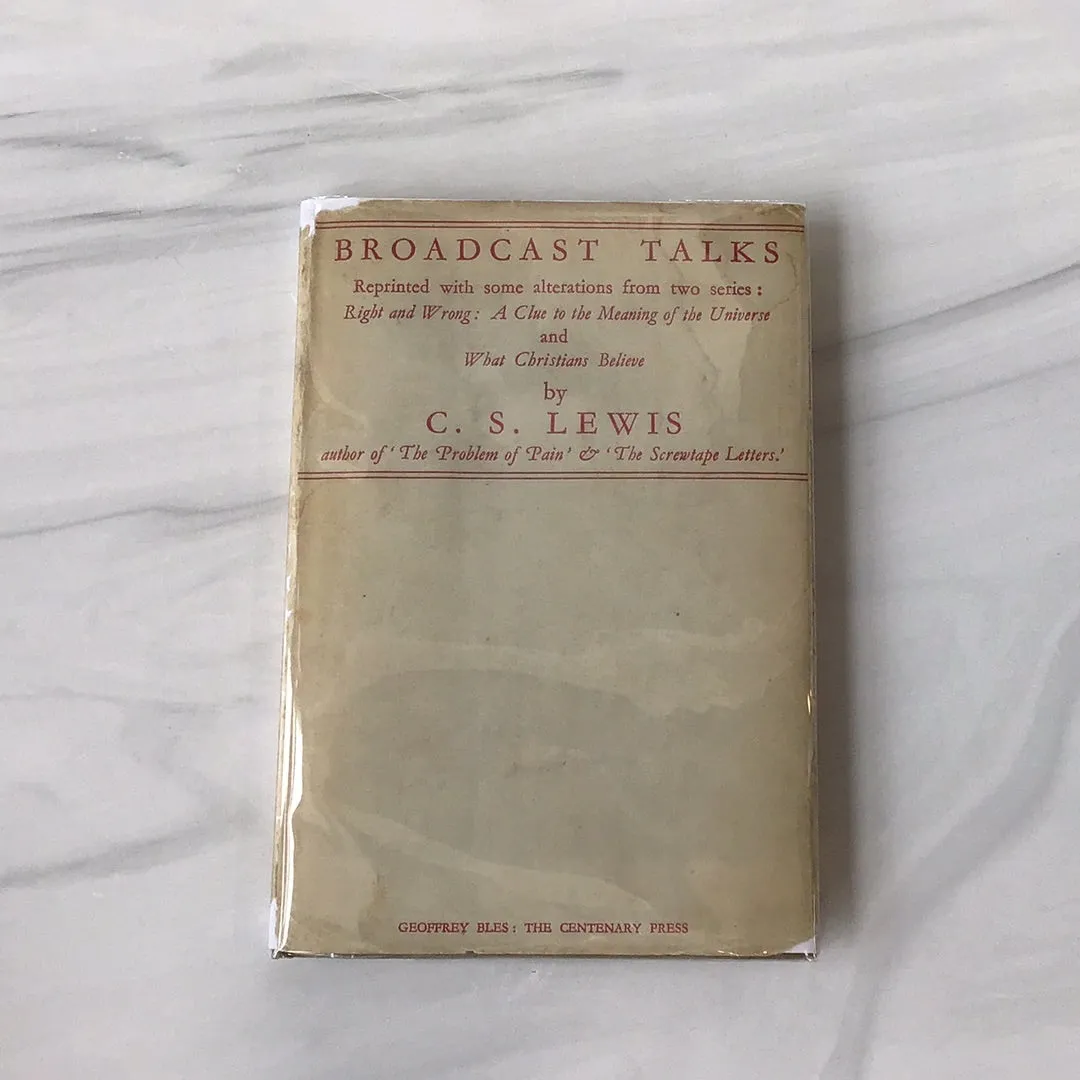 BROADCAST TALKS
Reprinted with some alterations from two series :
Right and Wrong : A Clue to the Meaning of the Universe
and
What Christians Believe
by
C. S. LEWIS
author of ‘ The Problem of Pain ’ & ‘ The Screwtape Letters.’
GEOFFREY BLES : THE CENTENARY PRESS